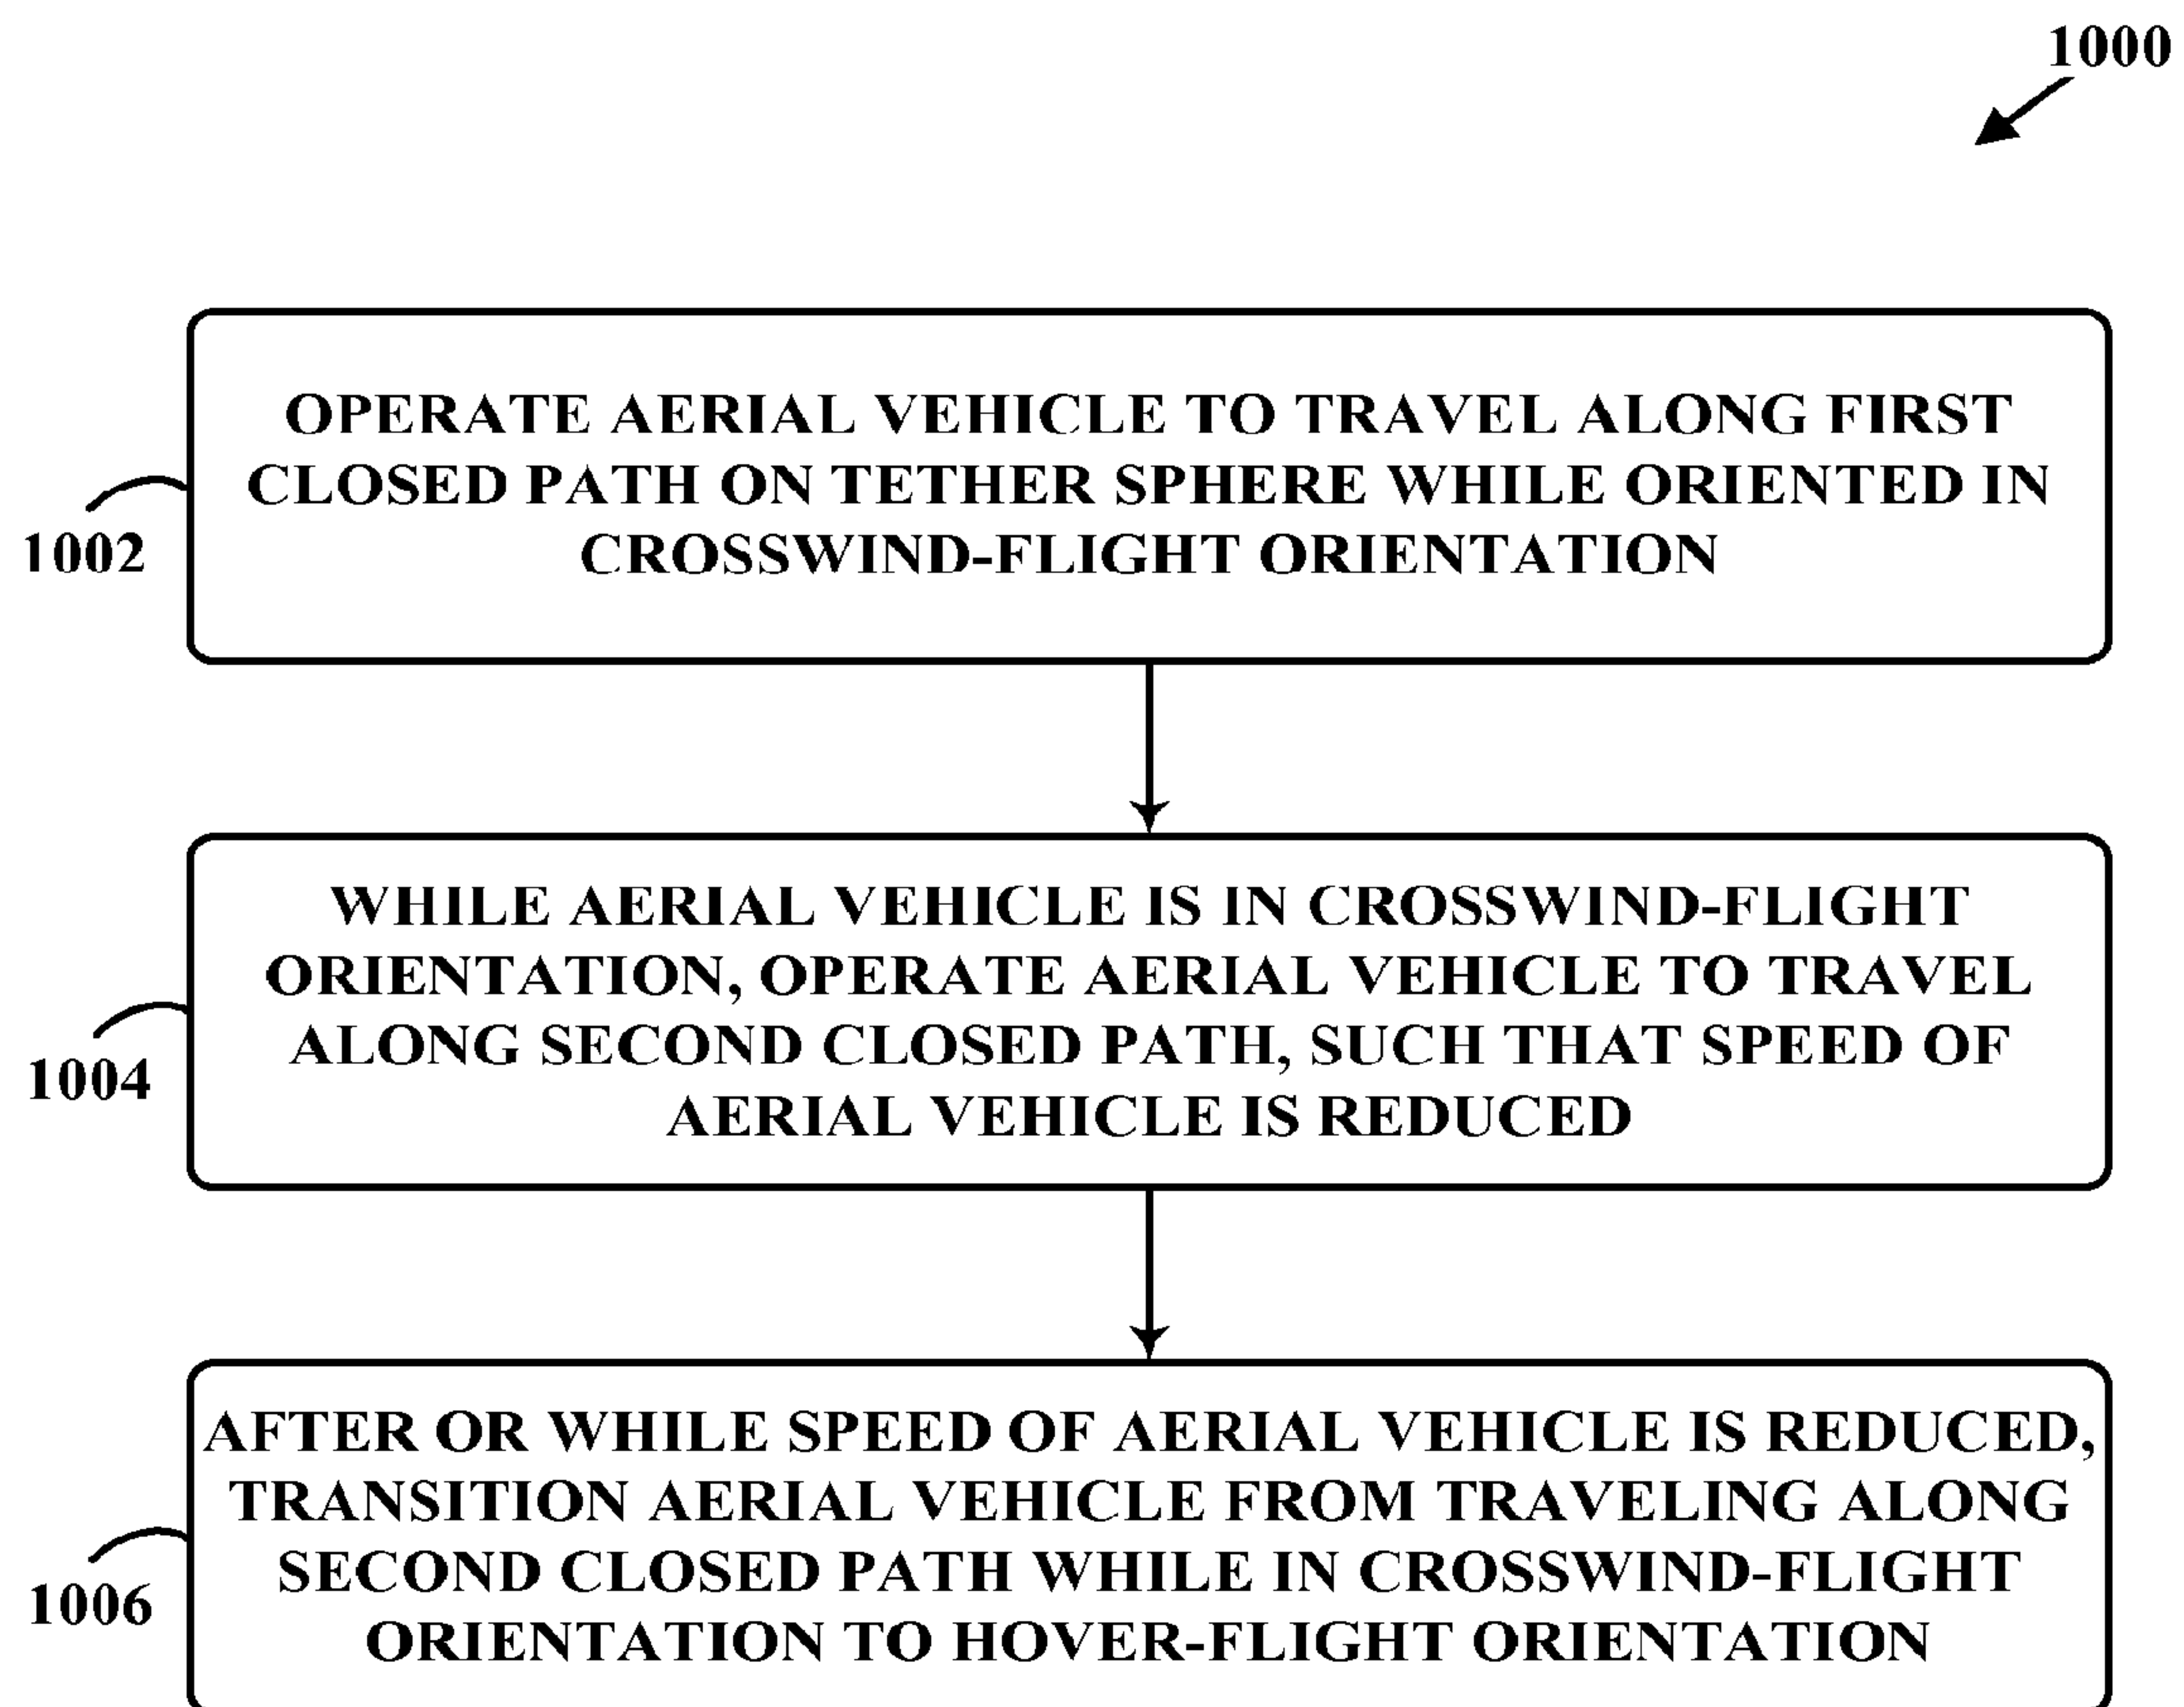 1000
OPERATE AERIAL VEHICLE TO TRAVEL ALONG FIRST
CLOSED PATH ON TETHER SPHERE WHILE ORIENTED IN
CROSSWIND-FLIGHT ORIENTATION
1002
WHILE AERIAL VEHICLE IS IN CROSSWIND-FLIGHT
ORIENTATION, OPERATE AERIAL VEHICLE TO TRAVEL
ALONG SECOND CLOSED PATH, SUCH THAT SPEED OF
AERIAL VEHICLE IS REDUCED
1004
AFTER OR WHILE SPEED OF AERIAL VEHICLE IS REDUCED,
TRANSITION AERIAL VEHICLE FROM TRAVELING ALONG
SECOND CLOSED PATH WHILE IN CROSSWIND-FLIGHT
ORIENTATION TO HOVER-FLIGHT ORIENTATION
1006